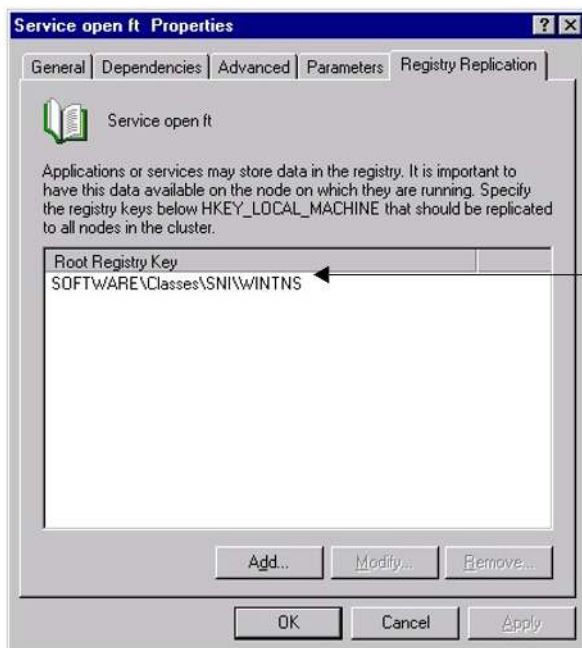 Service open ft Properties
General Dependencies Advanced Parameters Registry Replication
Service open ft
Applications or services may store data in the registry. It is important to
have this data available on the node on which they are running. Specify
the registry keys below HKEY_LOCAL_MACHINE that should be replicated
to all nodes in the cluster.
Root Registry Key
SOFTWARE\Classes\SNI\WINTNS
Add... Modify... Remove...
OK Cancel Apply